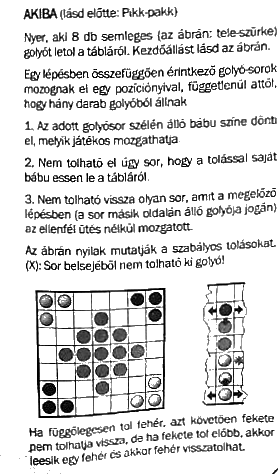 AKIBA (lásd előtte: Pikk-pakk)
Nyer, aki 8 db semleges (az ábrán: tele-szürke)
golyót letol a tábláról. Kezdőállást lásd az ábrán.
Egy lépésben összefüggően érintkező golyó-sorok
mozognak el egy pozíciónyival, függetlenül attól,
hogy hány darab golyóból állnak
1. Az adott golyósor szélén álló bábu színe dönti
el, melyik játékos mozgathatja
2. Nem tolható el úgy sor, hogy a tolással saját
bábu essen le a tábláról.
3. Nem tolható vissza olyan sor, amit a megelőző
lépésben (a sor másik oldalán álló golyója jogán)
az ellenfél ütés nélkül mozgatott.
Az ábrán nyilak mutatják a szabályos tolásokat.
(X): Sor belsejéből nem tolható ki golyó!
Ha függőlegesen tol fehér, azt követően fekete
nem tolhatja vissza, de ha fekete tol előbb, akkor
leesik egy fehér és akkor fehér visszatolhat.